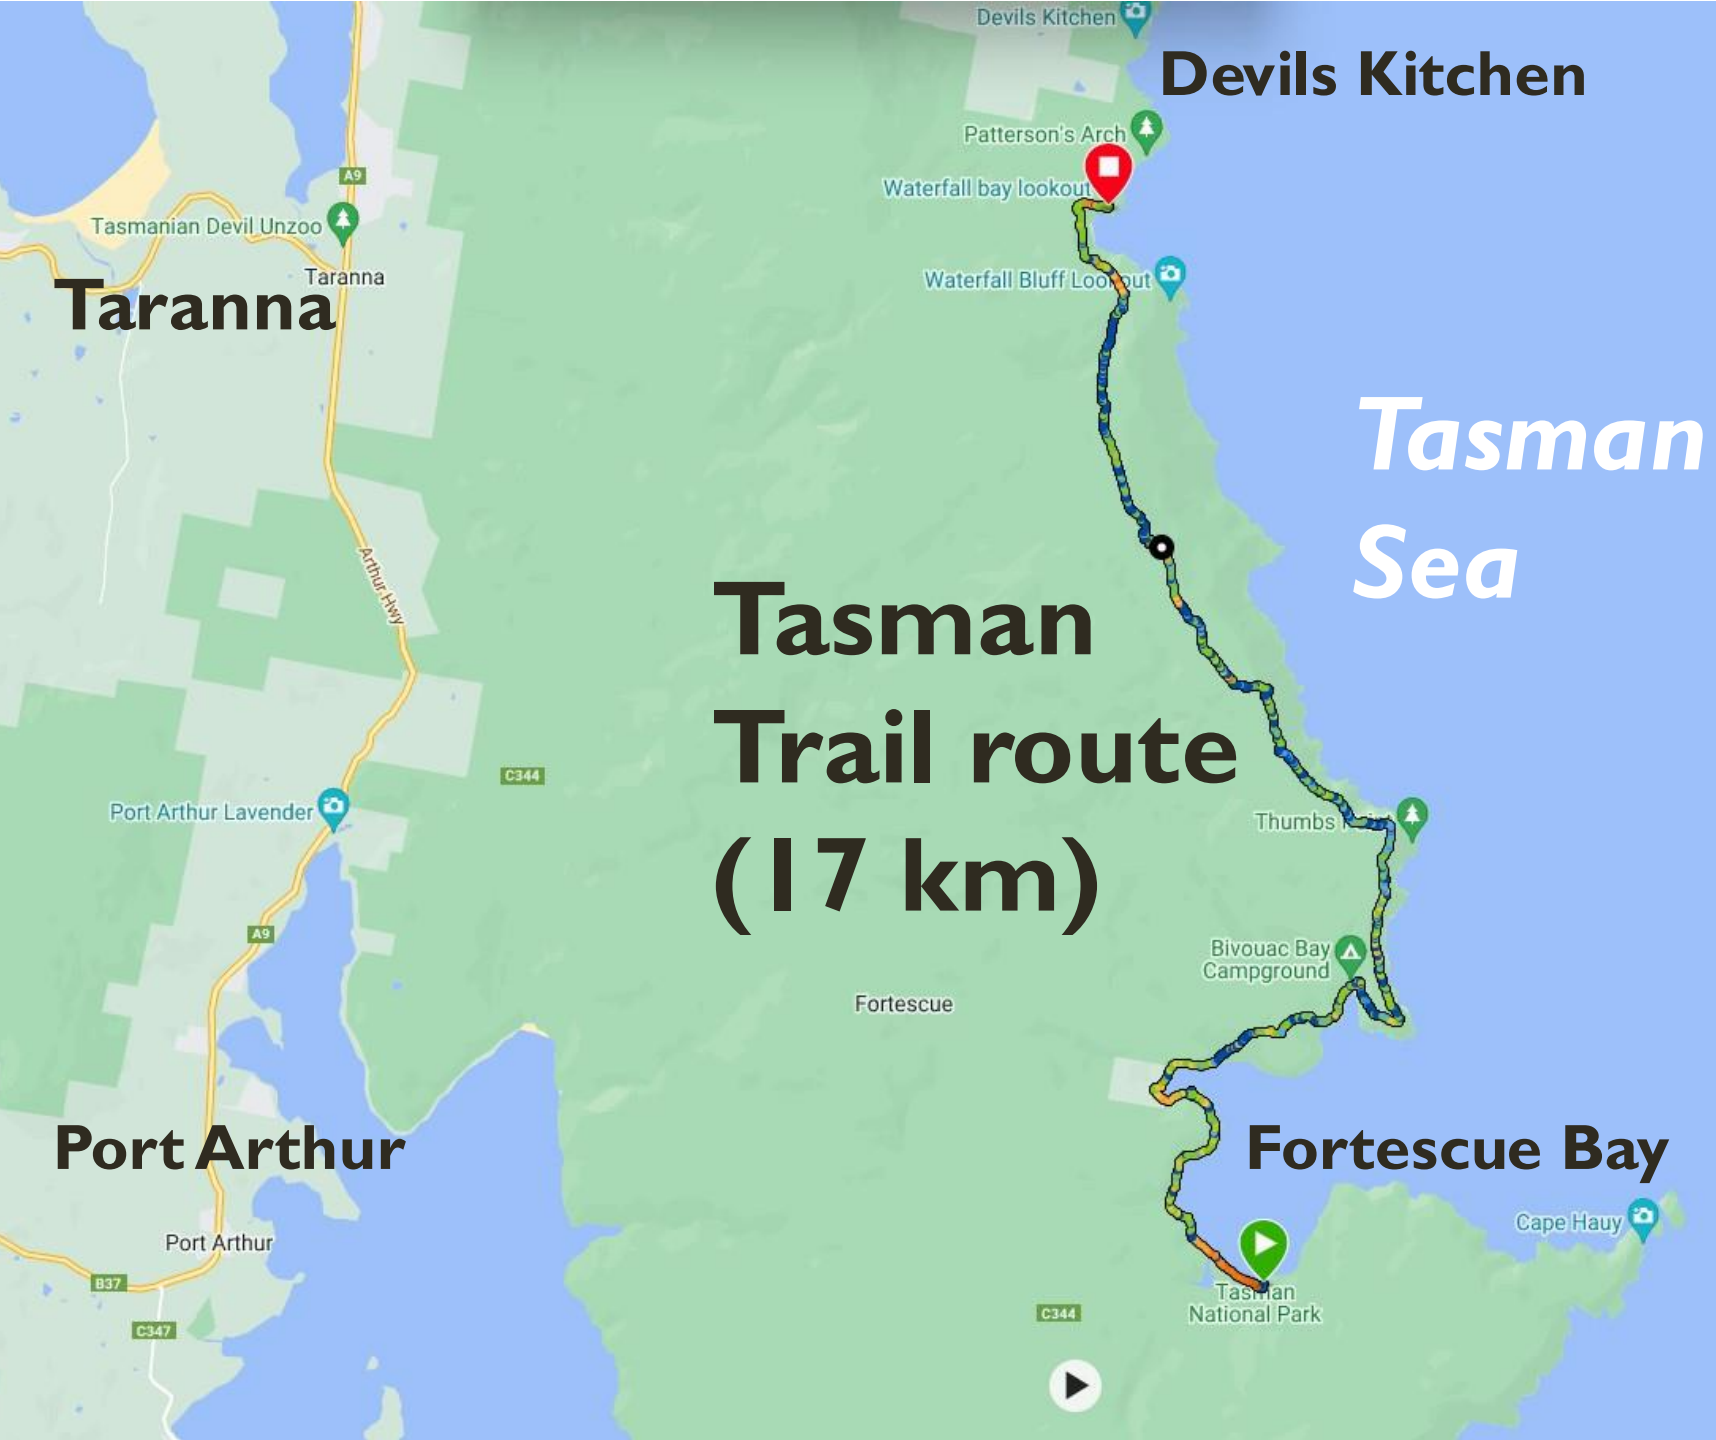 Devils Kitchen
Devils Kitchen
Patterson's Arch
A9
Waterfall bay lookout
Tasmanian Devil Unzoo
Taranna
Taranna
Waterfall Bluff Lookout
Tasman
Sea
Arthur Hwy
Tasman
Trail route
(17 km)
C344
Port Arthur Lavender
Thumbs Point
A9
Bivouac Bay
Campground
Fortescue
Port Arthur
Fortescue Bay
Cape Hauy
Port Arthur
B37
Tasman
National Park
C344
C347